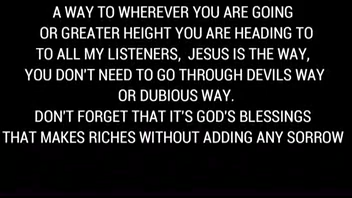 A WAY TO WHEREVER YOU ARE GOING
OR GREATER HEIGHT YOU ARE HEADING TO
TO ALL MY LISTENERS, JESUS IS THE WAY,
YOU DON'T NEED TO GO THROUGH DEVILS WAY
OR DUBIOUS WAY.
DON'T FORGET THAT IT'S GOD'S BLESSINGS
THAT MAKES RICHES WITHOUT ADDING ANY SORROW